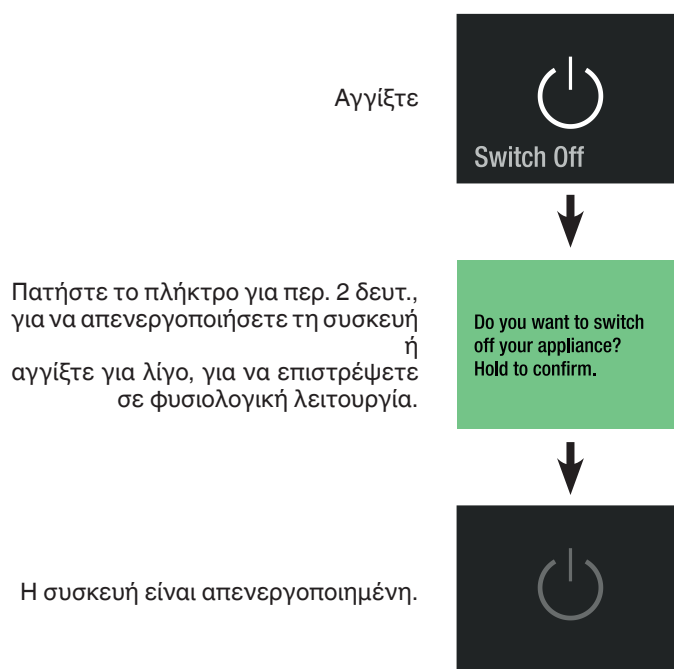 Αγγίξτε
Switch Off
Πατήστε το πλήκτρο για περ. 2 δευτ.,
για να απενεργοποιήσετε τη συσκευή
ή
αγγίξτε για λίγο, για να επιστρέψετε
σε φυσιολογική λειτουργία.
Do you want to switch
off your appliance?
Hold to confirm.
Η συσκευή είναι απενεργοποιημένη.